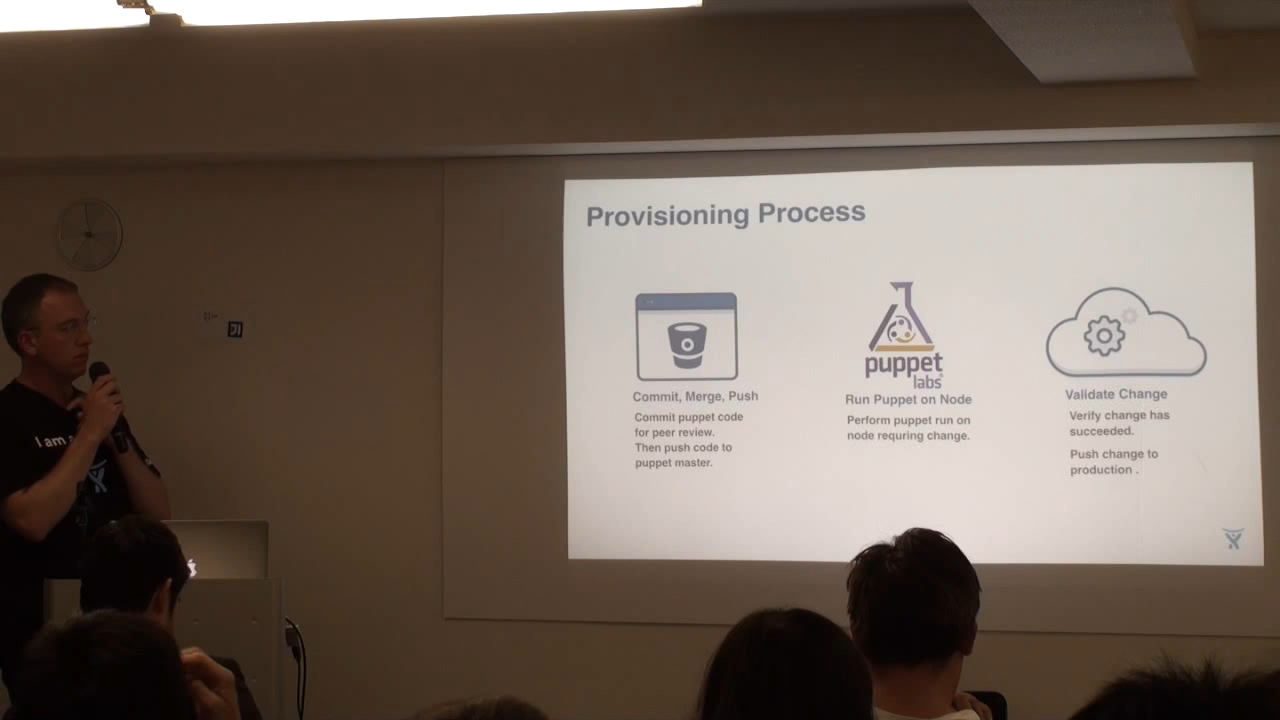 Provisioning Process
Commit, Merge, Push
Commit puppet code
for peer review.
Then push code to
puppet master.
puppet
labs
Run Puppet on Node
Perform puppet run on
node requring change.
Validate Change
Verify change has
succeeded.
Push change to
production .
I am